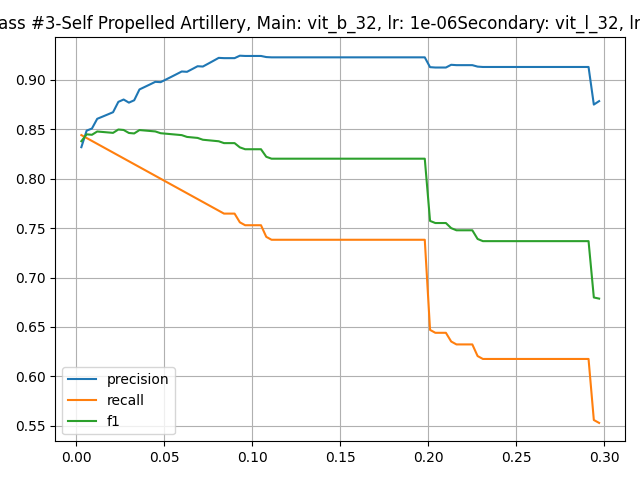 ass #3-Self Propelled Artillery, Main: vit_b_32, lr: 1e-06Secondary: vit_l_32, lr
0.90
0.85
0.80
0.75
0.70
0.65
0.60
0.55
precision
recall
f1
0.00 0.05 0.10 0.15 0.20 0.25 0.30